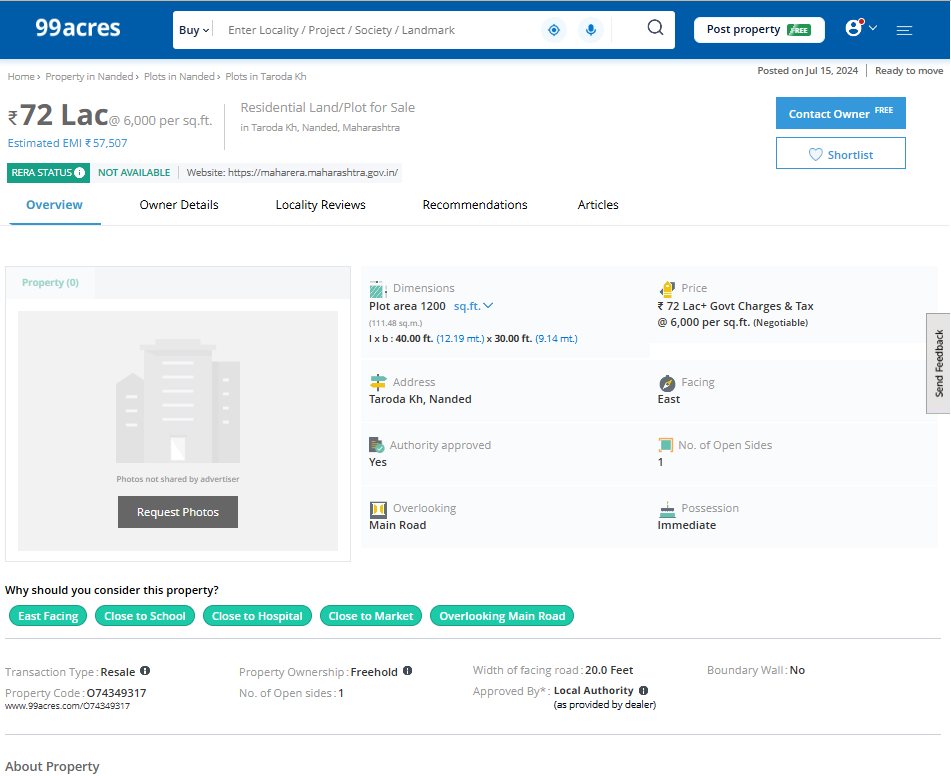 99acres
Buy
Enter Locality / Project / Society / Landmark
Post property FREE
Home › Property in Nanded › Plots in Nanded › Plots in Taroda Kh
Posted on Jul 15, 2024 | Ready to move
₹72 Lac @ 6,000 per sq.ft.
Estimated EMI ₹57,507
Residential Land/Plot for Sale
in Taroda Kh, Nanded, Maharashtra
Contact Owner FREE
Shortlist
RERA STATUS i NOT AVAILABLE | Website: https://maharera.maharashtra.gov.in/
Overview Owner Details Locality Reviews Recommendations Articles
Property (0)
Photos not shared by advertiser
Request Photos
Dimensions
Plot area 1200 sq.ft.
(111.48 sq.m.)
l x b : 40.00 ft. (12.19 mt.) x 30.00 ft. (9.14 mt.)
Price
₹ 72 Lac+ Govt Charges & Tax
@ 6,000 per sq.ft. (Negotiable)
Address
Taroda Kh, Nanded
Facing
East
Authority approved
Yes
No. of Open Sides
1
Overlooking
Main Road
Possession
Immediate
Send Feedback
Why should you consider this property?
East Facing Close to School Close to Hospital Close to Market Overlooking Main Road
Transaction Type : Resale i
Property Code : O74349317
www.99acres.com/O74349317
Property Ownership : Freehold i
No. of Open sides : 1
Width of facing road : 20.0 Feet
Approved By* : Local Authority i
(as provided by dealer)
Boundary Wall : No
About Property